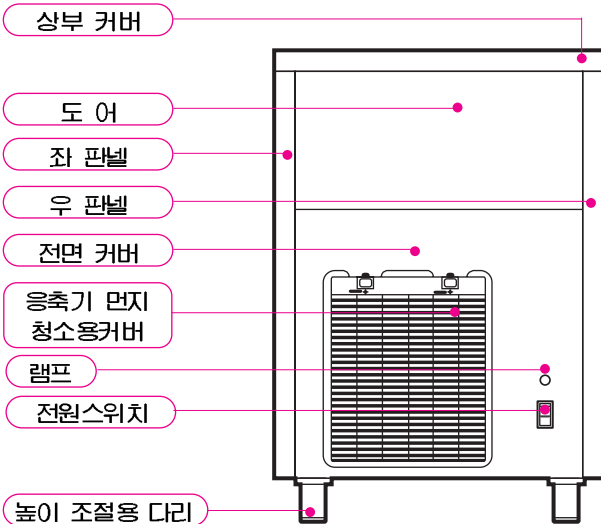 상부 커버
도 어
좌 판넬
우 판넬
전면 커버
응축기 먼지
청소용커버
램프
전원스위치
높이 조절용 다리